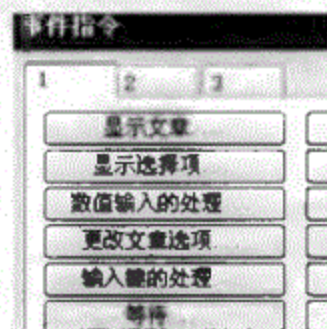 事件指令
1 2 3
显示文章
显示选择项
数值输入的处理
更改文章选项
输入键的处理
等待